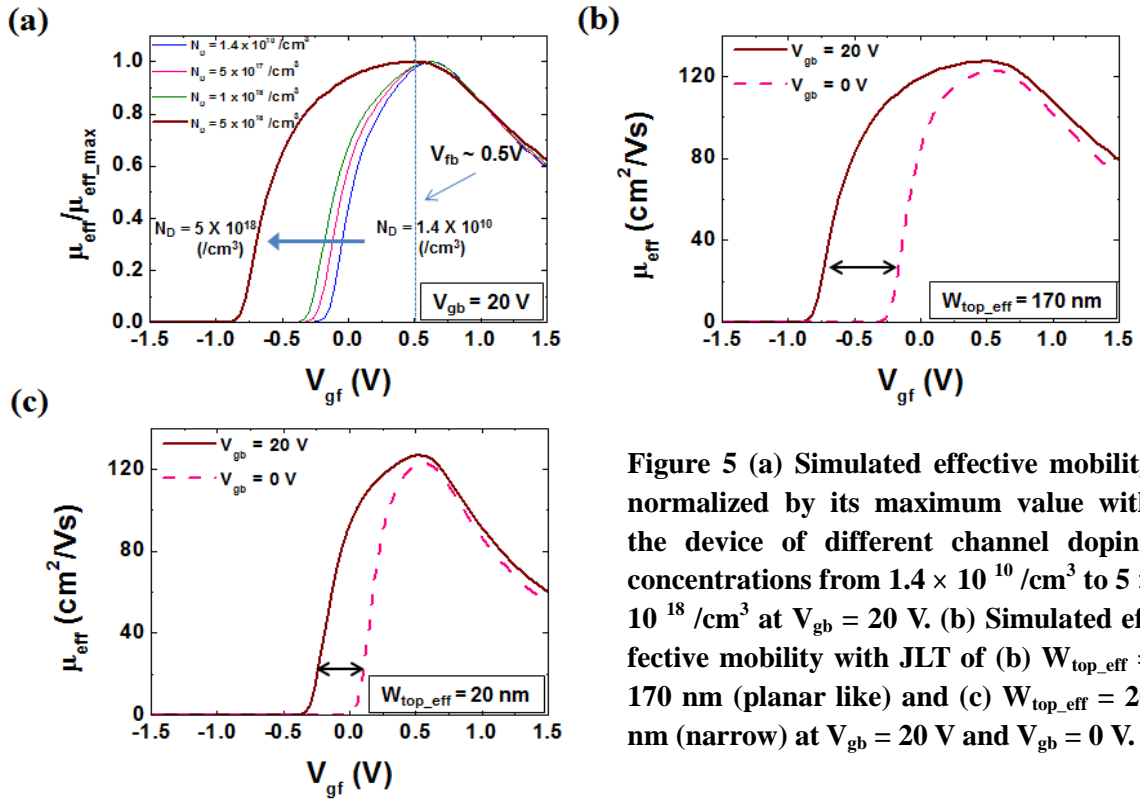 (a)
N_D = 1.4 x 10^10 /cm^3
N_D = 5 x 10^17 /cm^3
N_D = 1 x 10^18 /cm^3
N_D = 5 x 10^18 /cm^3
1.0
0.8
0.6
0.4
0.2
0.0
μ_eff/μ_eff_max
V_fb ~ 0.5V
N_D = 5 X 10^18
(/cm^3)
N_D = 1.4 X 10^10
(/cm^3)
V_gb = 20 V
-1.5 -1.0 -0.5 0.0 0.5 1.0 1.5
V_gf (V)
(b)
V_gb = 20 V
V_gb = 0 V
120
80
40
0
μ_eff (cm^2/Vs)
W_top_eff = 170 nm
-1.5 -1.0 -0.5 0.0 0.5 1.0 1.5
V_gf (V)
(c)
V_gb = 20 V
V_gb = 0 V
120
80
40
0
μ_eff (cm^2/Vs)
W_top_eff = 20 nm
-1.5 -1.0 -0.5 0.0 0.5 1.0 1.5
V_gf (V)
Figure 5 (a) Simulated effective mobility
normalized by its maximum value with
the device of different channel dopin
concentrations from 1.4 × 10^10 /cm^3 to 5
10^18 /cm^3 at V_gb = 20 V. (b) Simulated ef
fective mobility with JLT of (b) W_top_eff =
170 nm (planar like) and (c) W_top_eff = 2
nm (narrow) at V_gb = 20 V and V_gb = 0 V.